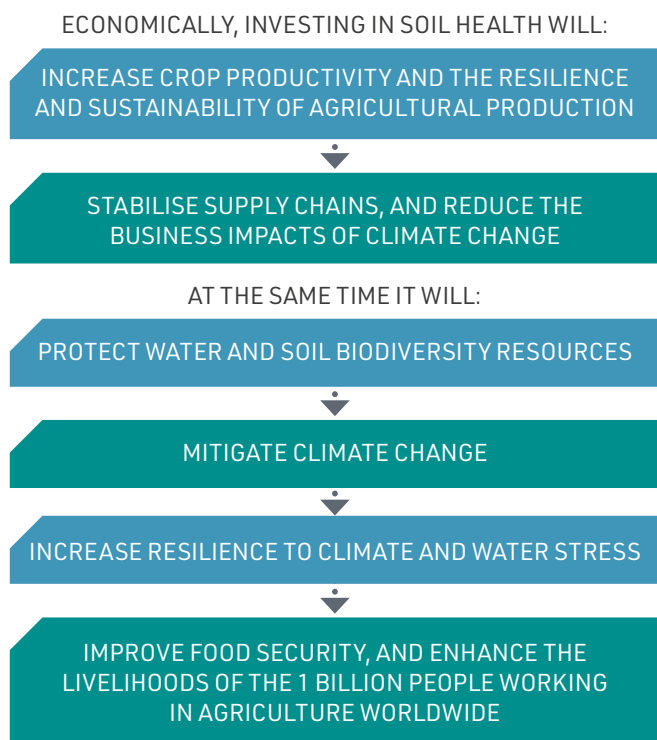 ECONOMICALLY, INVESTING IN SOIL HEALTH WILL:
INCREASE CROP PRODUCTIVITY AND THE RESILIENCE
AND SUSTAINABILITY OF AGRICULTURAL PRODUCTION
STABILISE SUPPLY CHAINS, AND REDUCE THE
BUSINESS IMPACTS OF CLIMATE CHANGE
AT THE SAME TIME IT WILL:
PROTECT WATER AND SOIL BIODIVERSITY RESOURCES
MITIGATE CLIMATE CHANGE
INCREASE RESILIENCE TO CLIMATE AND WATER STRESS
IMPROVE FOOD SECURITY, AND ENHANCE THE
LIVELIHOODS OF THE 1 BILLION PEOPLE WORKING
IN AGRICULTURE WORLDWIDE